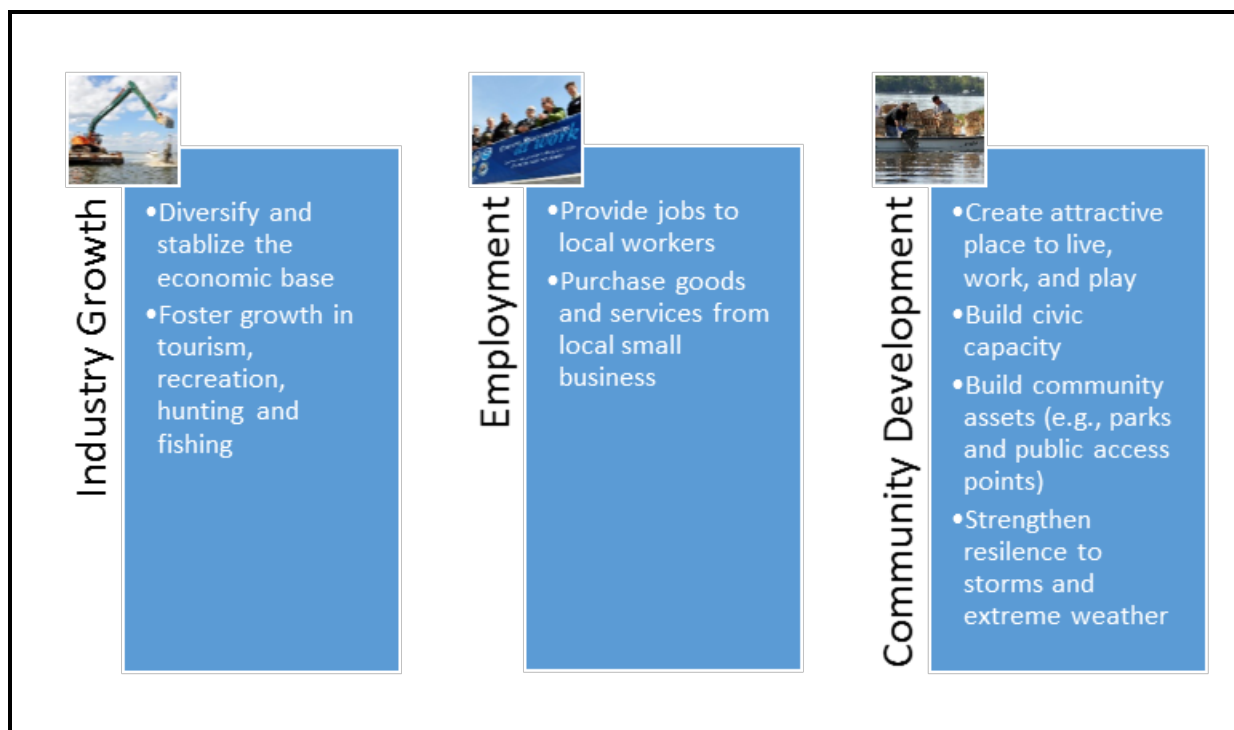 Industry Growth
•Diversify and
stablize the
economic base
•Foster growth in
tourism,
recreation,
hunting and
fishing
Employment
at work
•Provide jobs to
local workers
•Purchase goods
and services from
local small
business
Community Development
•Create attractive
place to live,
work, and play
•Build civic
capacity
•Build community
assets (e.g., parks
and public access
points)
•Strengthen
resilence to
storms and
extreme weather